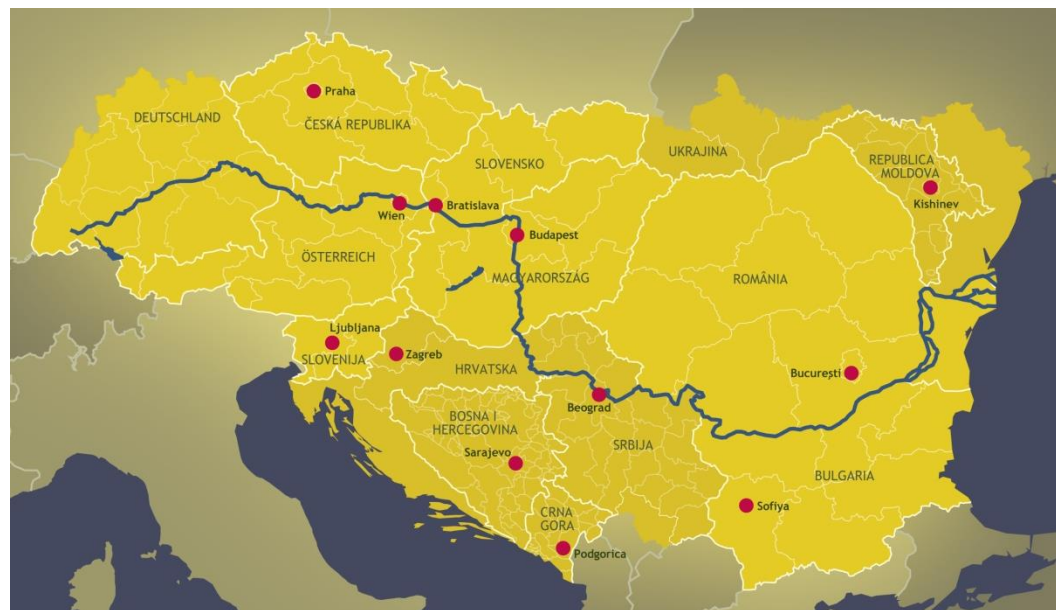 Praha
DEUTSCHLAND
ČESKÁ REPUBLIKA
SLOVENSKO
UKRAJINA
REPUBLICA
MOLDOVA
Kishinev
Wien
Bratislava
Budapest
ÖSTERREICH
MAGYARORSZÁG
ROMÂNIA
Ljubljana
SLOVENIJA
Zagreb
HRVATSKA
București
Beograd
BOSNA I
HERCEGOVINA
Sarajevo
SRBIJA
BULGARIA
Sofiya
CRNA
GORA
Podgorica